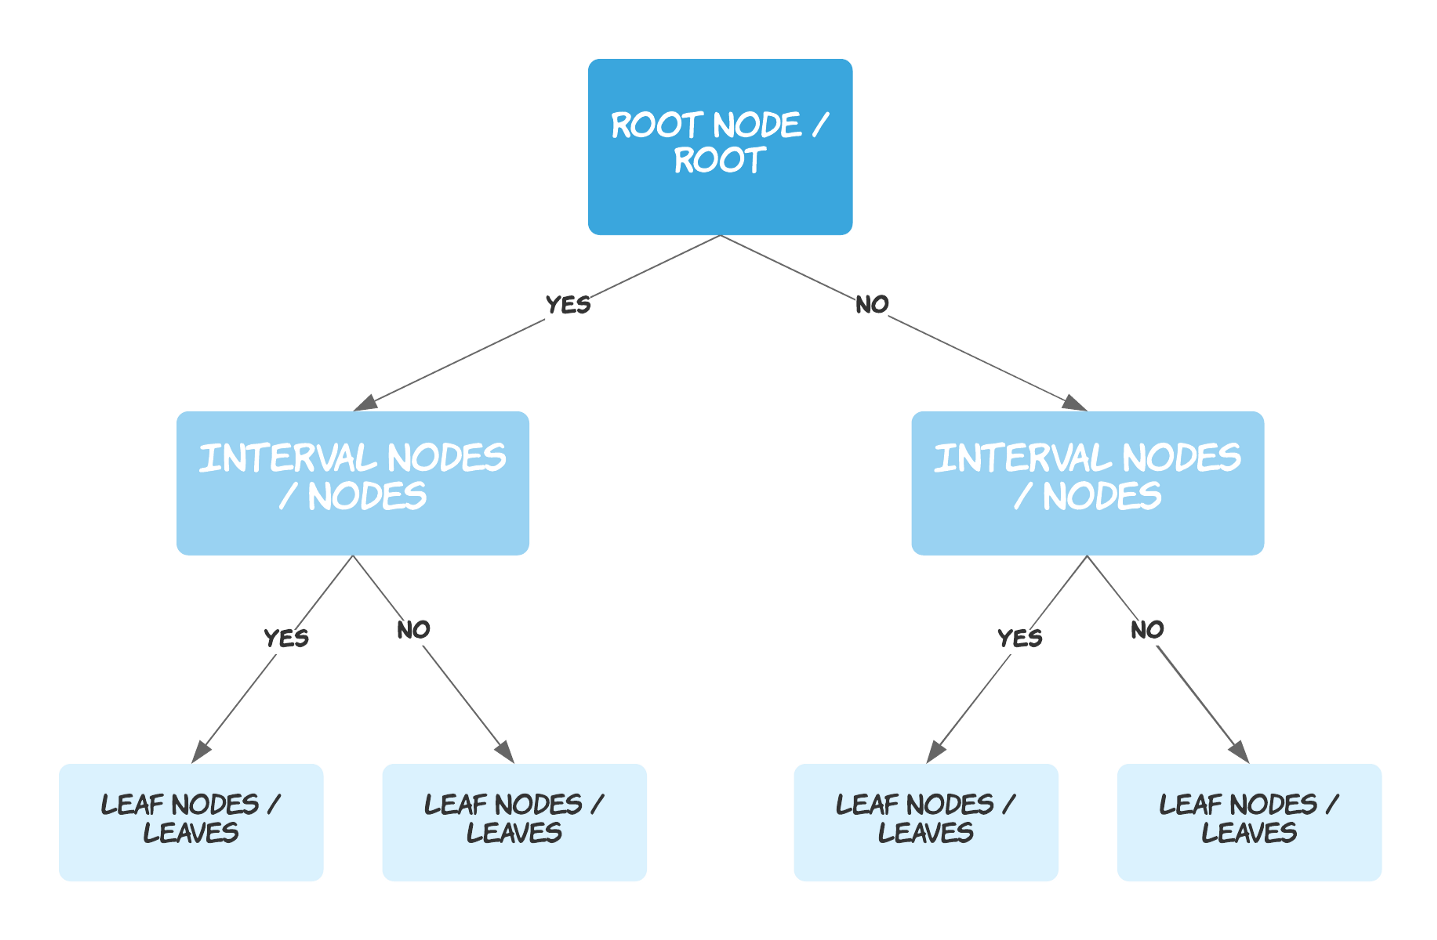 ROOT NODE /
ROOT
YES
NO
INTERVAL NODES
/ NODES
INTERVAL NODES
/ NODES
YES
NO
YES
NO
LEAF NODES /
LEAVES
LEAF NODES /
LEAVES
LEAF NODES /
LEAVES
LEAF NODES /
LEAVES